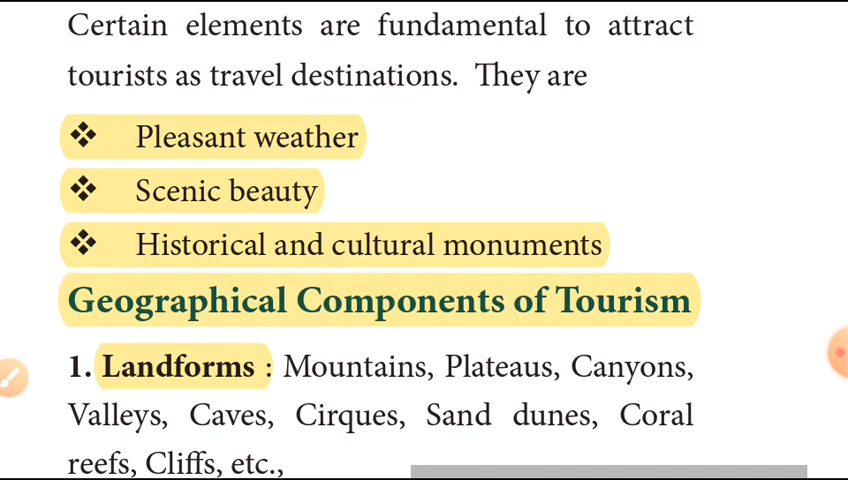 Certain elements are fundamental to attract
tourists as travel destinations. They are
❖ Pleasant weather
❖ Scenic beauty
❖ Historical and cultural monuments
Geographical Components of Tourism
1. Landforms : Mountains, Plateaus, Canyons,
Valleys, Caves, Cirques, Sand dunes, Coral
reefs, Cliffs, etc.,